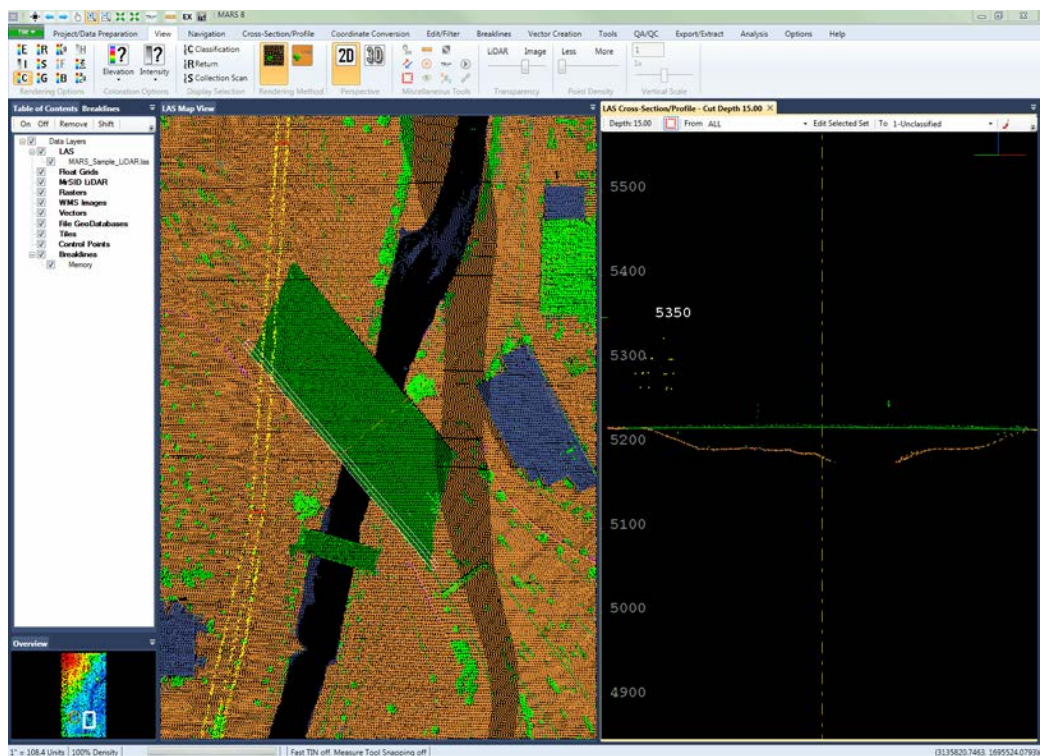 EX MARS 8
File Project/Data Preparation View Navigation Cross-Section/Profile Coordinate Conversion Edit/Filter Breaklines Vector Creation Tools QA/QC Export/Extract Analysis Options Help
E R H Classification LiDAR Image Less More 1
I S F Elevation Intensity Return 2D 3D 1x
C G B Collection Scan
Rendering Options Coloration Options Display Selection Rendering Method Perspective Miscellaneous Tools Transparency Point Density Vertical Scale
Table of Contents Breaklines
On Off Remove Shift
Data Layers
LAS
MARS_Sample_LiDAR.las
Float Grids
MrSID LiDAR
Rasters
WMS Images
Vectors
File GeoDatabases
Tiles
Control Points
Breaklines
Memory
Overview
LAS Map View
LAS Cross-Section/Profile - Cut Depth 15.00
Depth: 15.00 From ALL Edit Selected Set To 1-Unclassified
5500
5400
5350
5300
5200
5100
5000
4900
1" = 108.4 Units 100% Density Fast TIN off, Measure Tool Snapping off (3135820.7463, 1695524.0793)